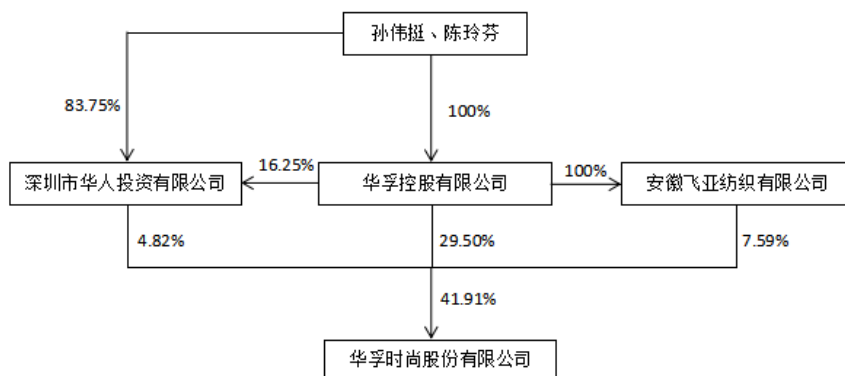 孙伟挺、陈玲芬
83.75%
100%
深圳市华人投资有限公司
16.25%
华孚控股有限公司
100%
安徽飞亚纺织有限公司
4.82%
29.50%
7.59%
41.91%
华孚时尚股份有限公司